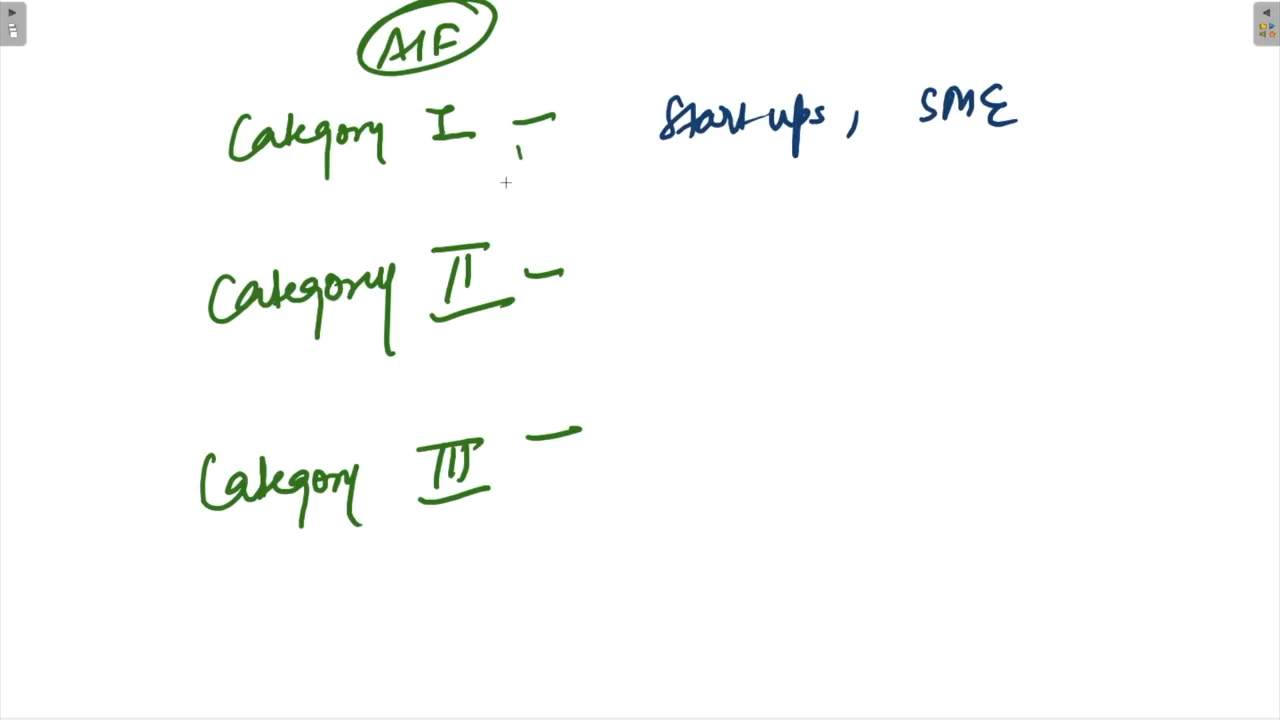 AIF
Category I - Startups, SME
Category II -
Category III -